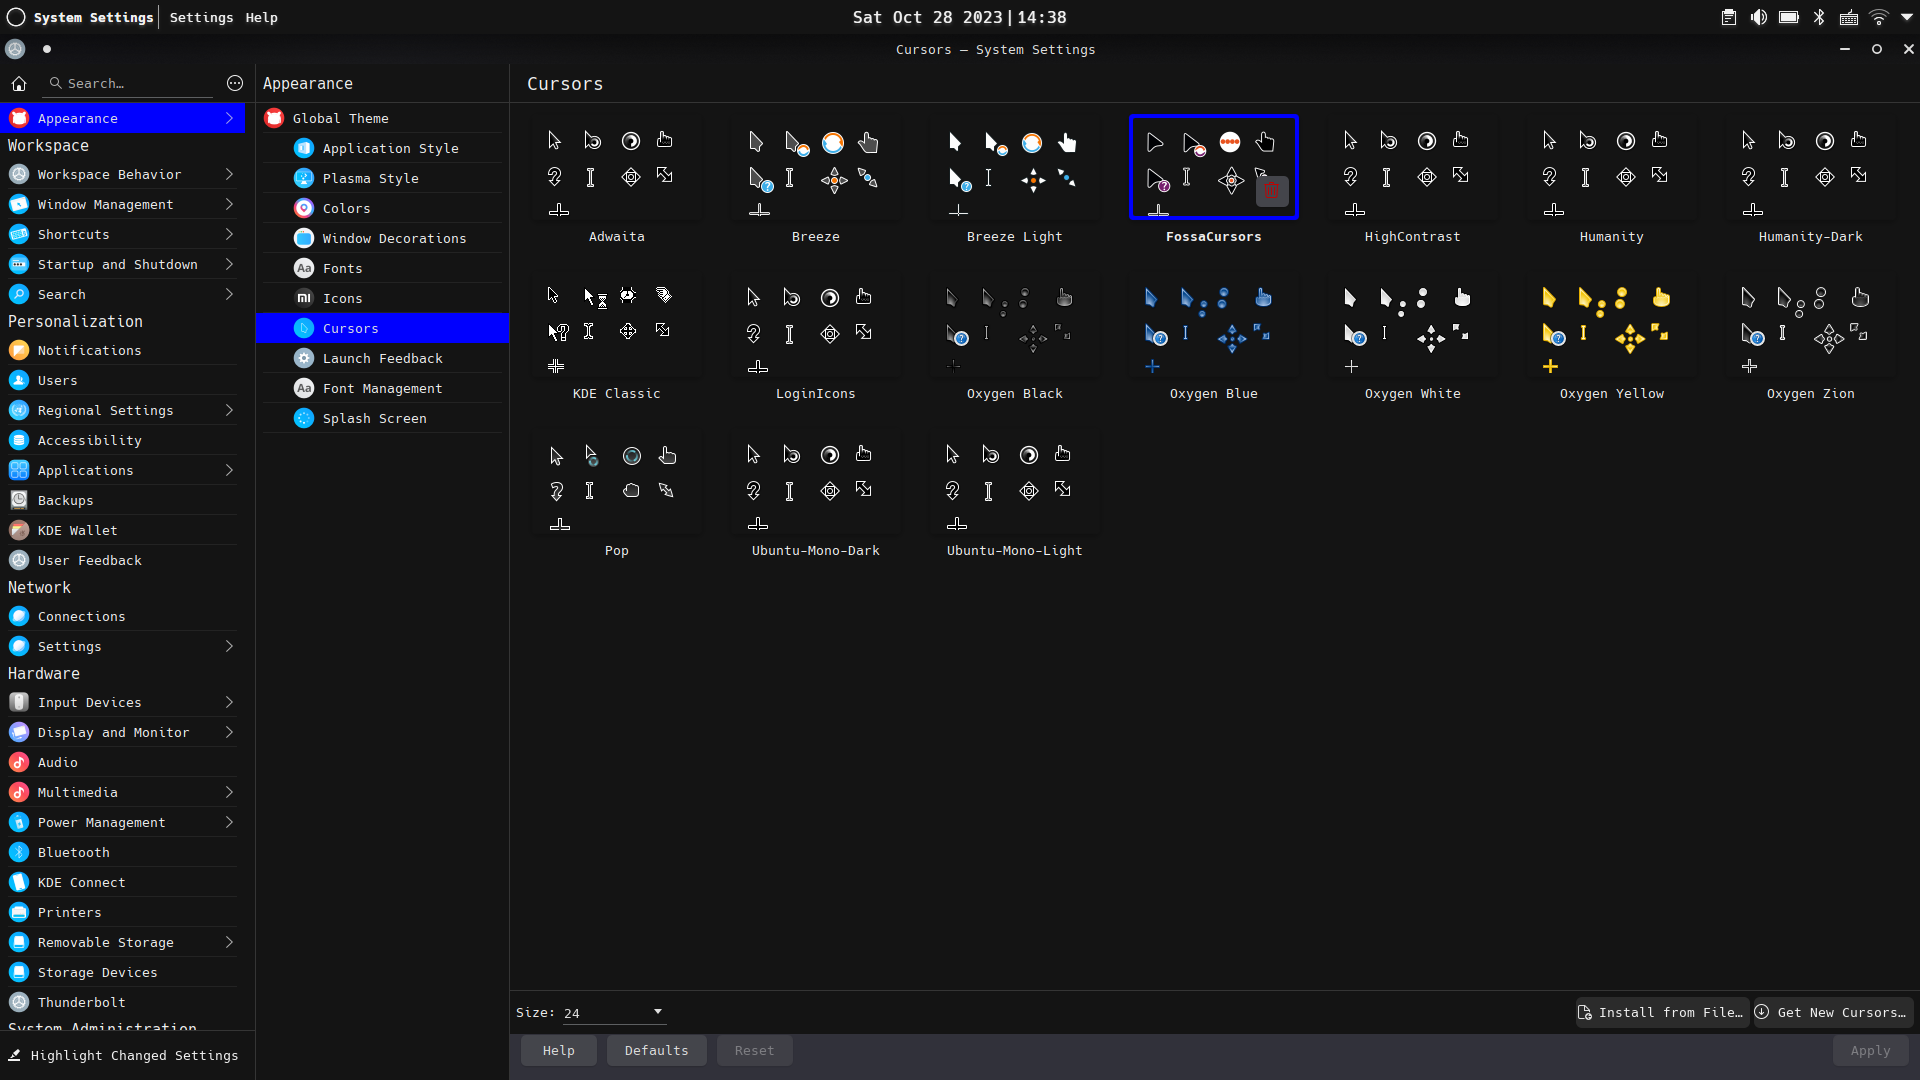 System Settings Settings Help
Sat Oct 28 2023|14:38
Cursors — System Settings
Search…
Appearance
Workspace
Workspace Behavior
Window Management
Shortcuts
Startup and Shutdown
Search
Personalization
Notifications
Users
Regional Settings
Accessibility
Applications
Backups
KDE Wallet
User Feedback
Network
Connections
Settings
Hardware
Input Devices
Display and Monitor
Audio
Multimedia
Power Management
Bluetooth
KDE Connect
Printers
Removable Storage
Storage Devices
Thunderbolt
System Administration
Highlight Changed Settings
Appearance
Global Theme
Application Style
Plasma Style
Colors
Window Decorations
Aa Fonts
Icons
Cursors
Launch Feedback
Aa Font Management
Splash Screen
Cursors
Adwaita
Breeze
Breeze Light
FossaCursors
HighContrast
Humanity
Humanity-Dark
KDE Classic
LoginIcons
Oxygen Black
Oxygen Blue
Oxygen White
Oxygen Yellow
Oxygen Zion
Pop
Ubuntu-Mono-Dark
Ubuntu-Mono-Light
Size: 24
Install from File…
Get New Cursors…
Help
Defaults
Reset
Apply